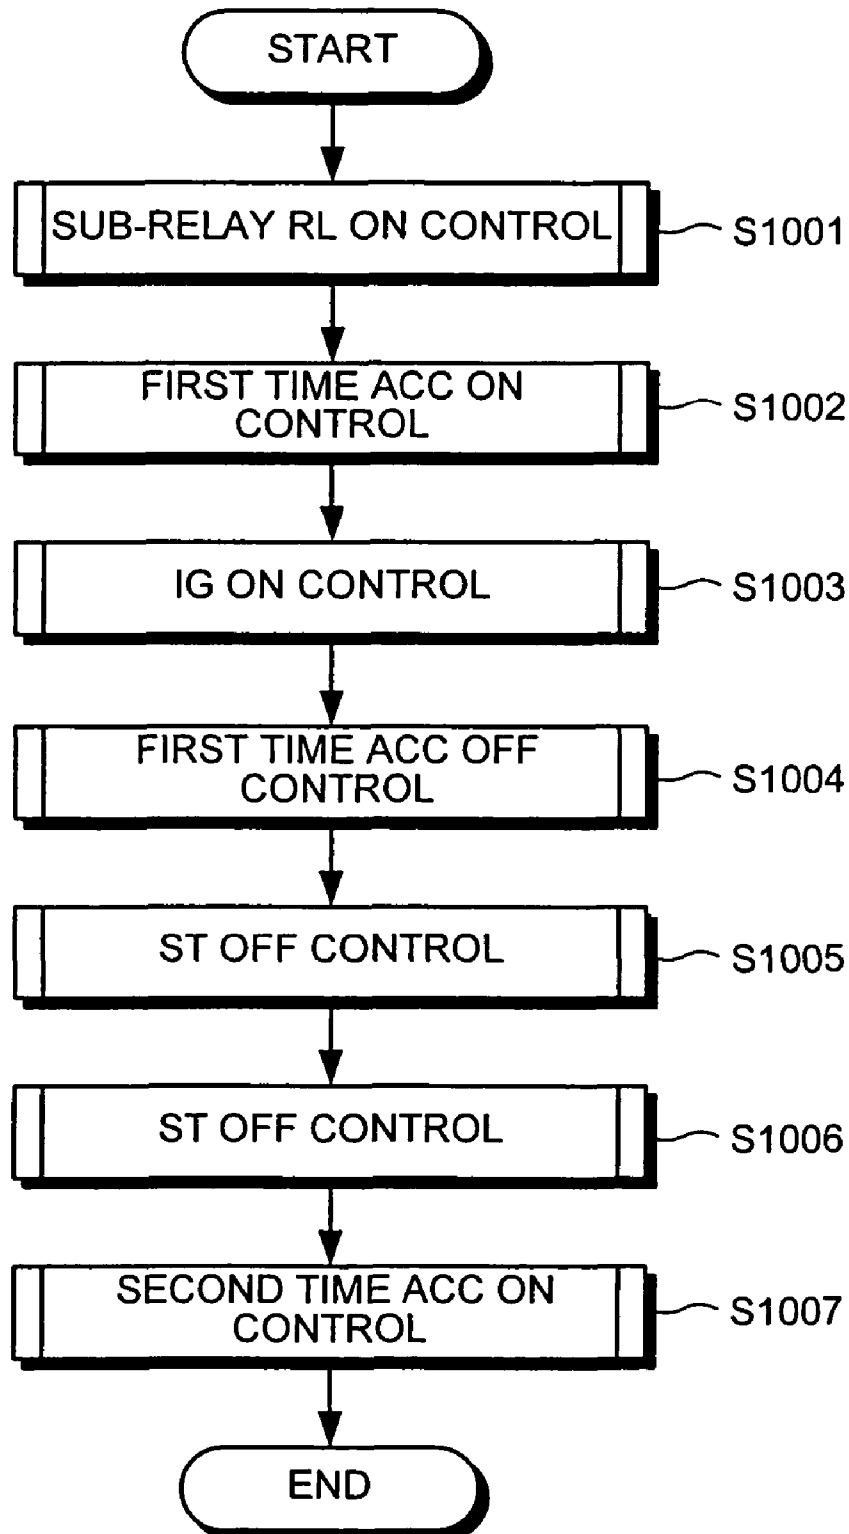 START
SUB-RELAY RL ON CONTROL
S1001
FIRST TIME ACC ON
CONTROL
S1002
IG ON CONTROL
S1003
FIRST TIME ACC OFF
CONTROL
S1004
ST OFF CONTROL
S1005
ST OFF CONTROL
S1006
SECOND TIME ACC ON
CONTROL
S1007
END